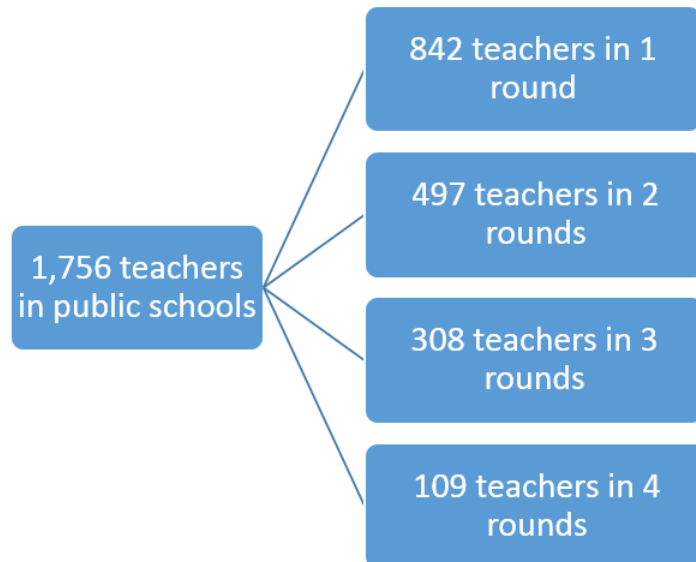 842 teachers in 1
round
497 teachers in 2
rounds
1,756 teachers
in public schools
308 teachers in 3
rounds
109 teachers in 4
rounds